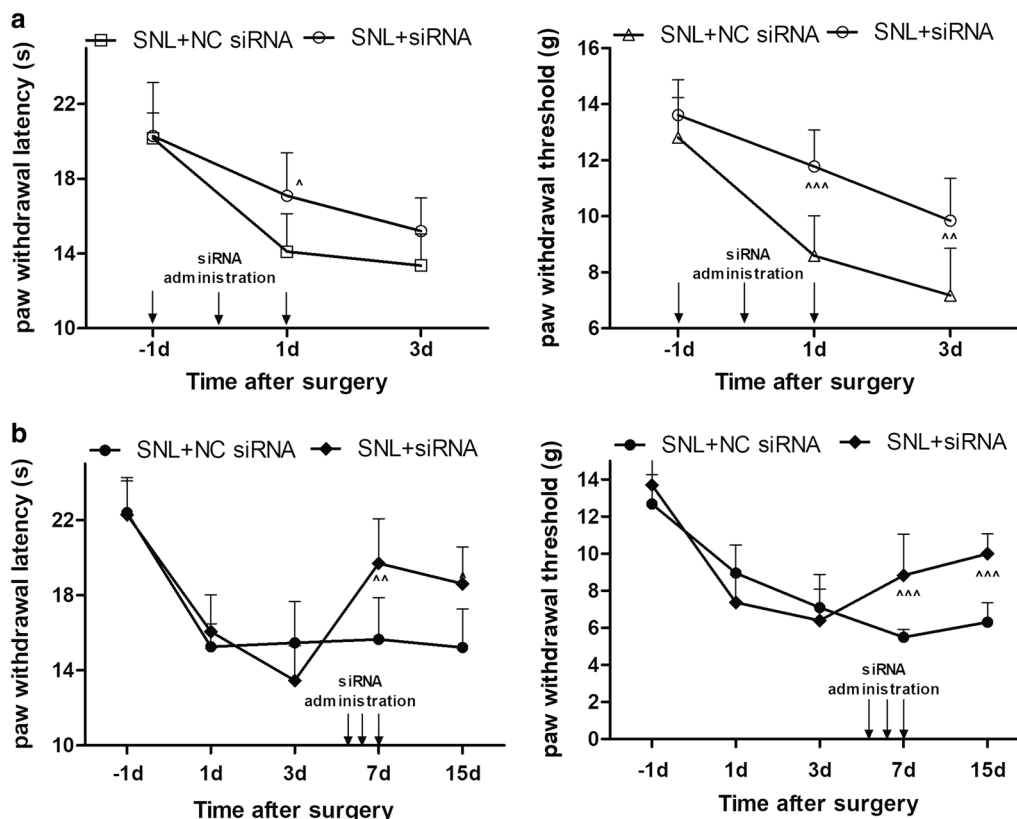 a
SNL+NC siRNA SNL+siRNA
paw withdrawal latency (s)
22
18
14
10
^
siRNA
administration
-1d 1d 3d
Time after surgery
SNL+NC siRNA SNL+siRNA
paw withdrawal threshold (g)
16
14
12
10
8
6
^^^
^^
siRNA
administration
-1d 1d 3d
Time after surgery
b
SNL+NC siRNA SNL+siRNA
paw withdrawal latency (s)
22
18
14
10
^^
^
siRNA
administration
-1d 1d 3d 7d 15d
Time after surgery
SNL+NC siRNA SNL+siRNA
paw withdrawal threshold (g)
14
12
10
8
6
4
2
0
^^^
^^^
siRNA
administration
-1d 1d 3d 7d 15d
Time after surgery